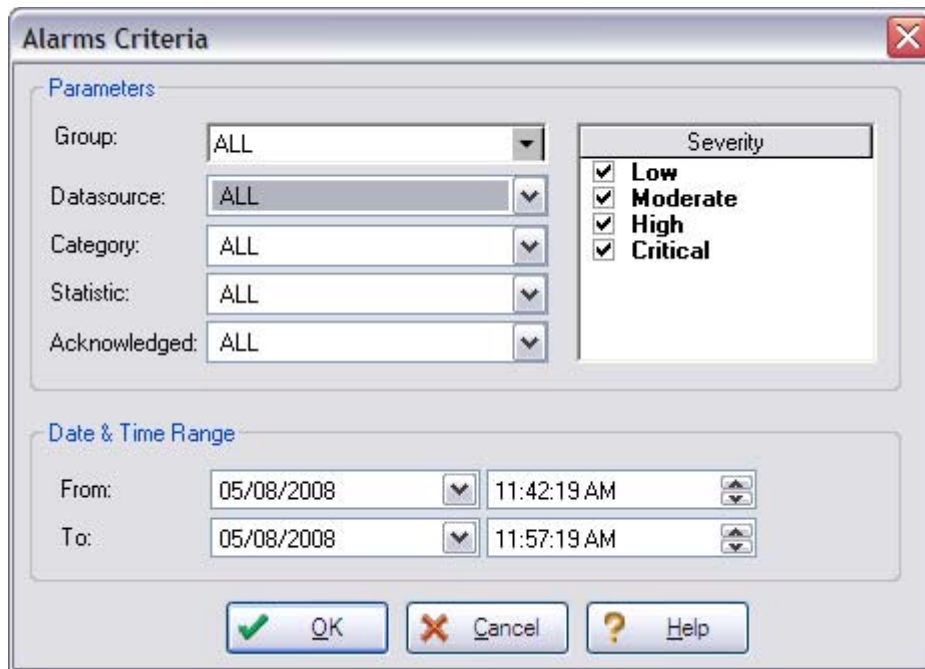 Alarms Criteria
Parameters
Group: ALL
Datasource: ALL
Category: ALL
Statistic: ALL
Acknowledged: ALL
Severity
Low
Moderate
High
Critical
Date & Time Range
From: 05/08/2008 11:42:19 AM
To: 05/08/2008 11:57:19 AM
OK Cancel Help